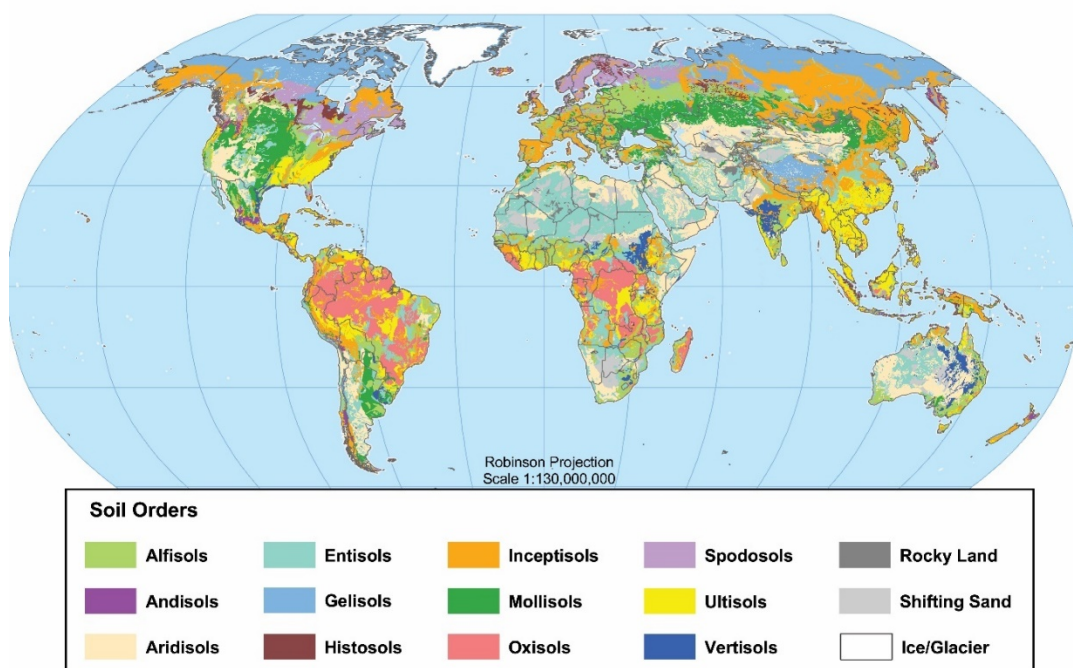 Robinson Projection
Scale 1:130,000,000
Soil Orders
Alfisols Entisols Inceptisols Spodosols Rocky Land
Andisols Gelisols Mollisols Ultisols Shifting Sand
Aridisols Histosols Oxisols Vertisols Ice/Glacier